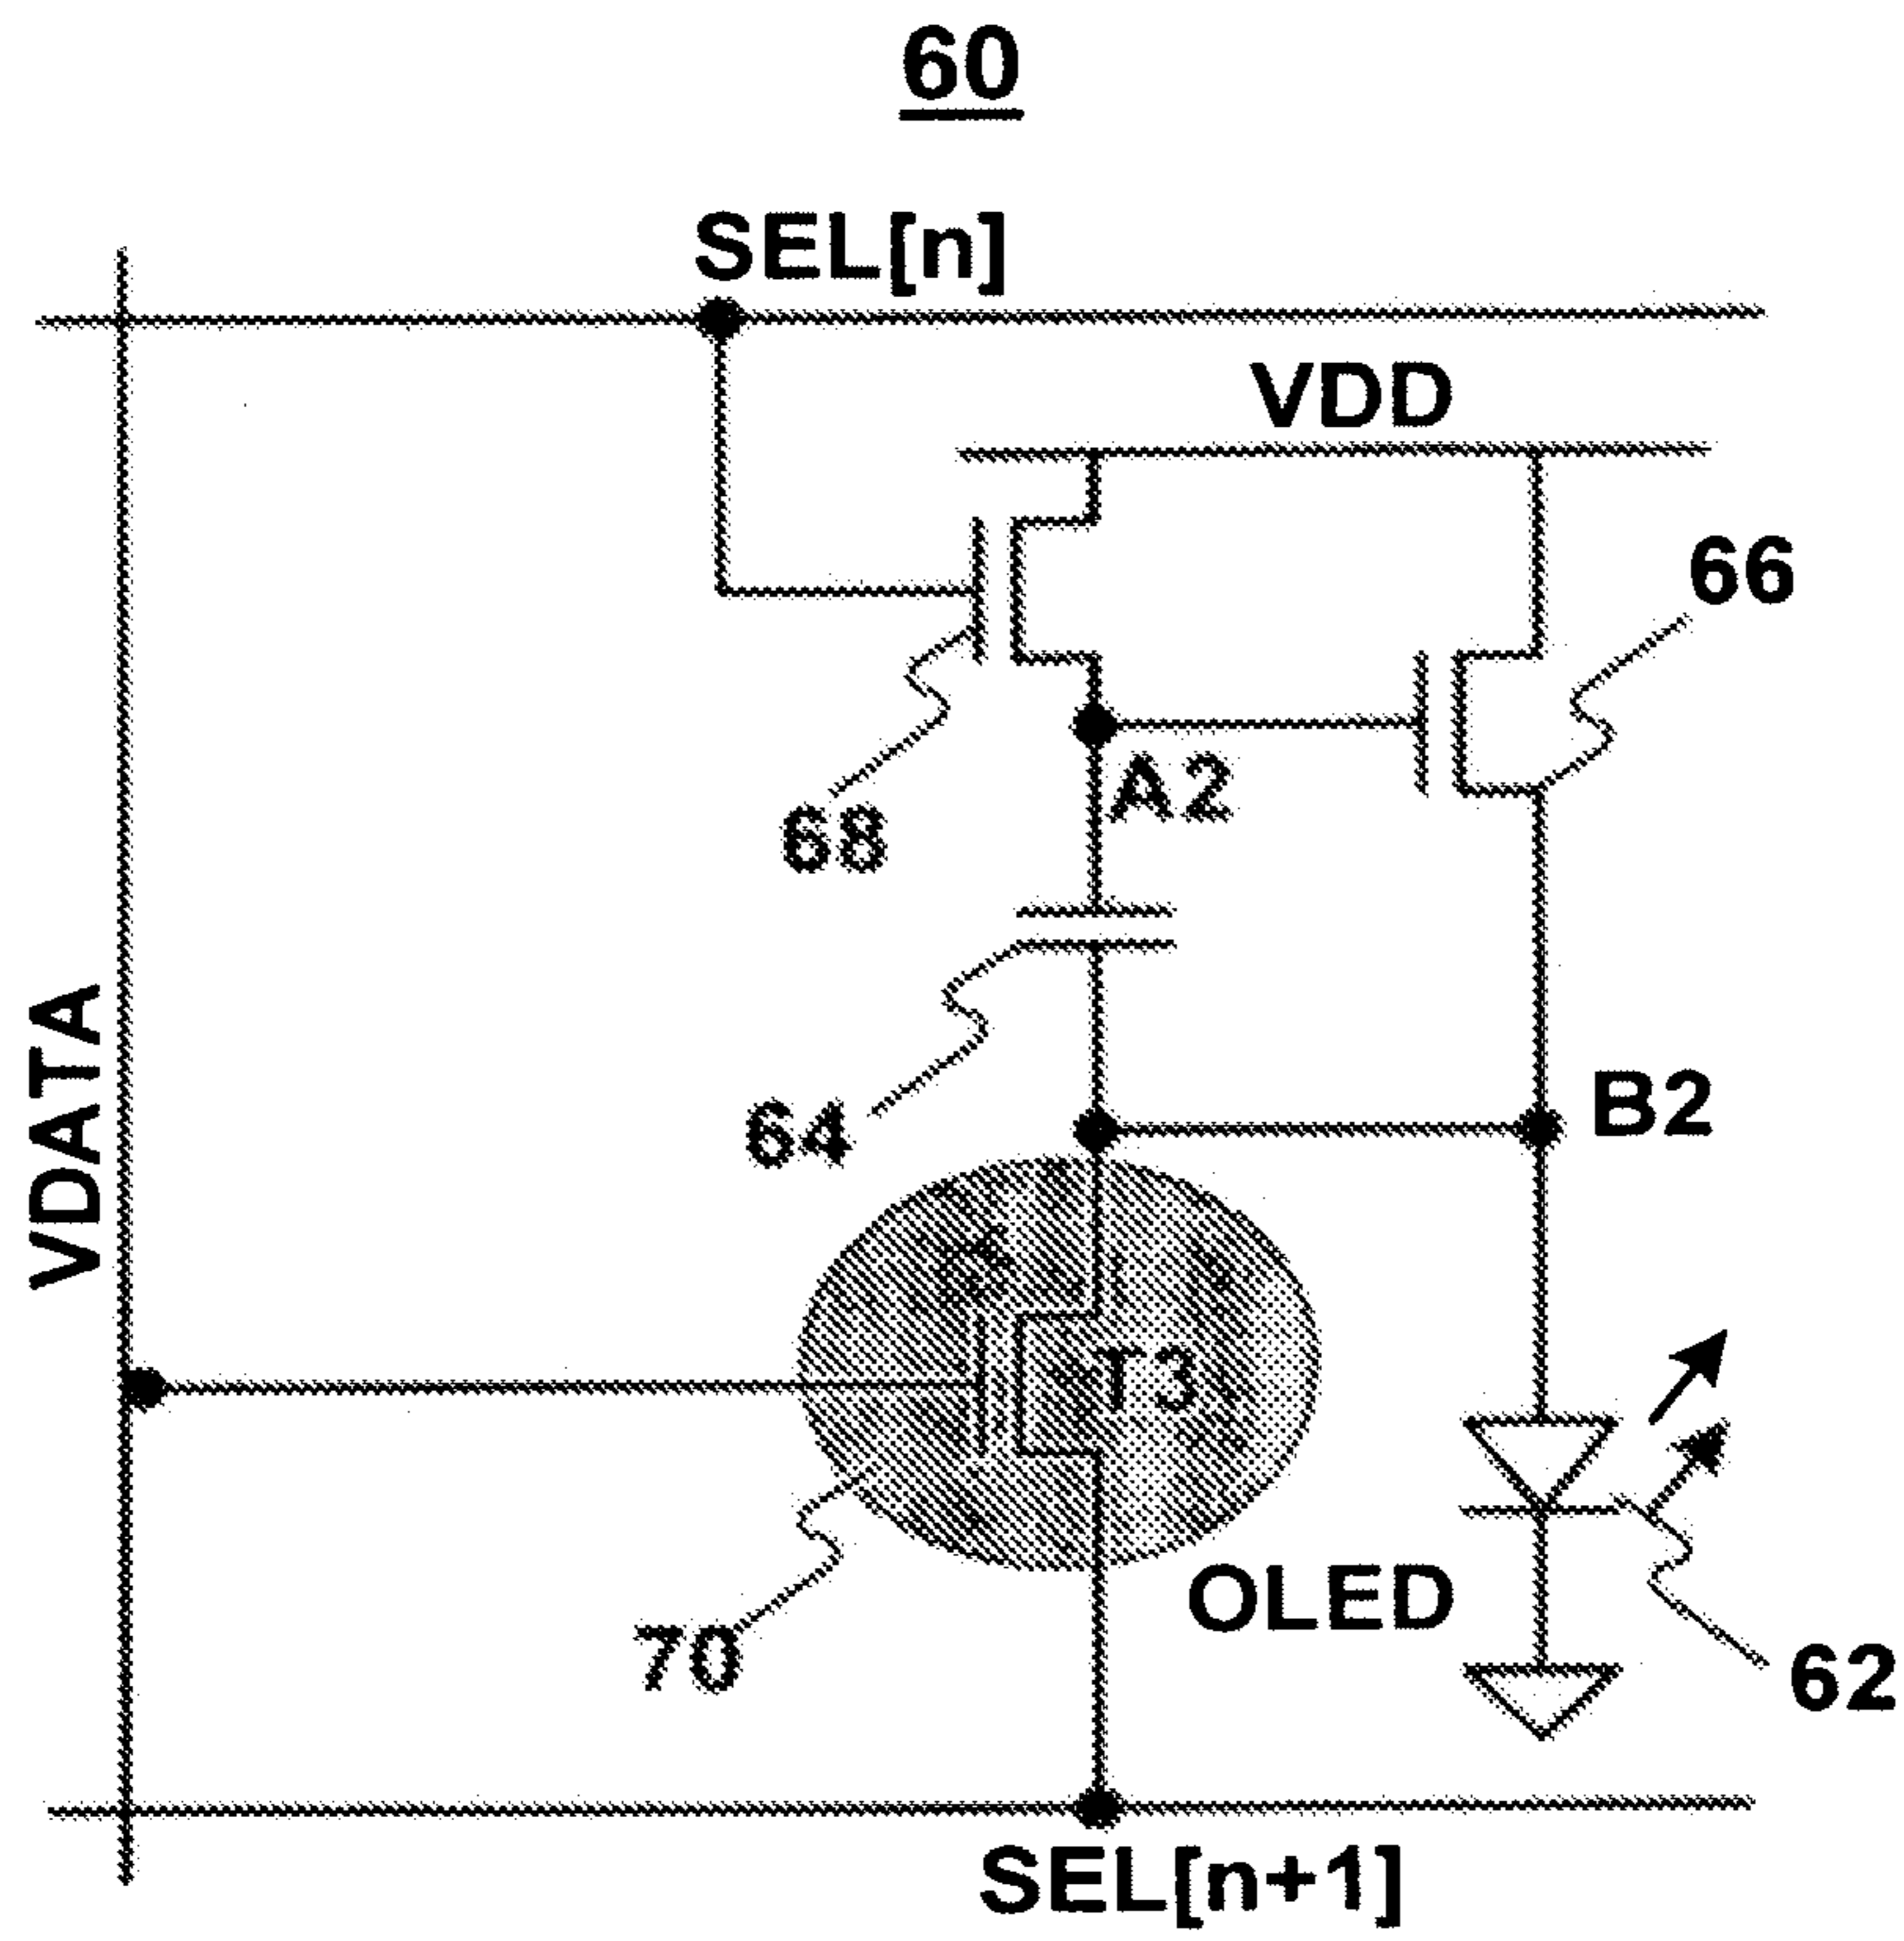 60
SEL[n]
VDD
66
A2
68
VDATA
64
B2
T3
OLED
70
62
SEL[n+1]